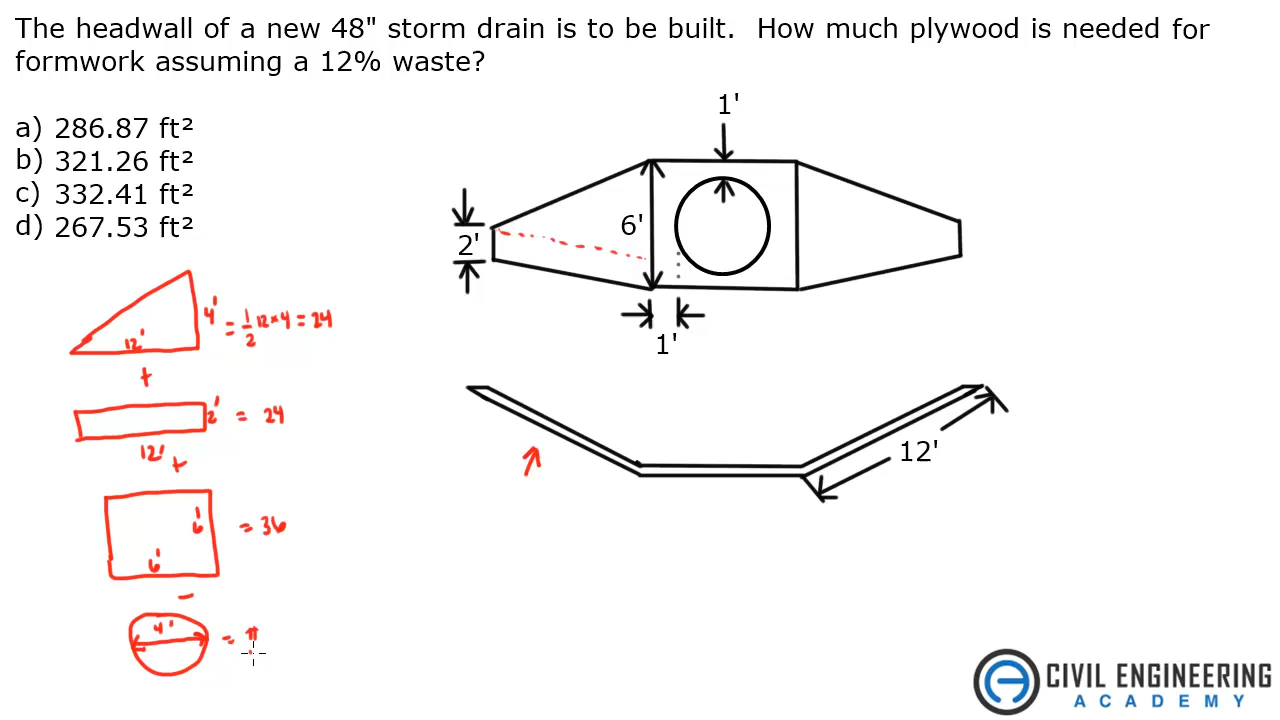 The headwall of a new 48" storm drain is to be built.  How much plywood is needed for
formwork assuming a 12% waste?
a) 286.87 ft²
b) 321.26 ft²
c) 332.41 ft²
d) 267.53 ft²
1'
6'
2'
1'
12'
4' = 1/2 12 × 4 = 24
12'
+
2' = 24
12'
+
6' = 36
6'
-
4' = π
CIVIL ENGINEERING
ACADEMY